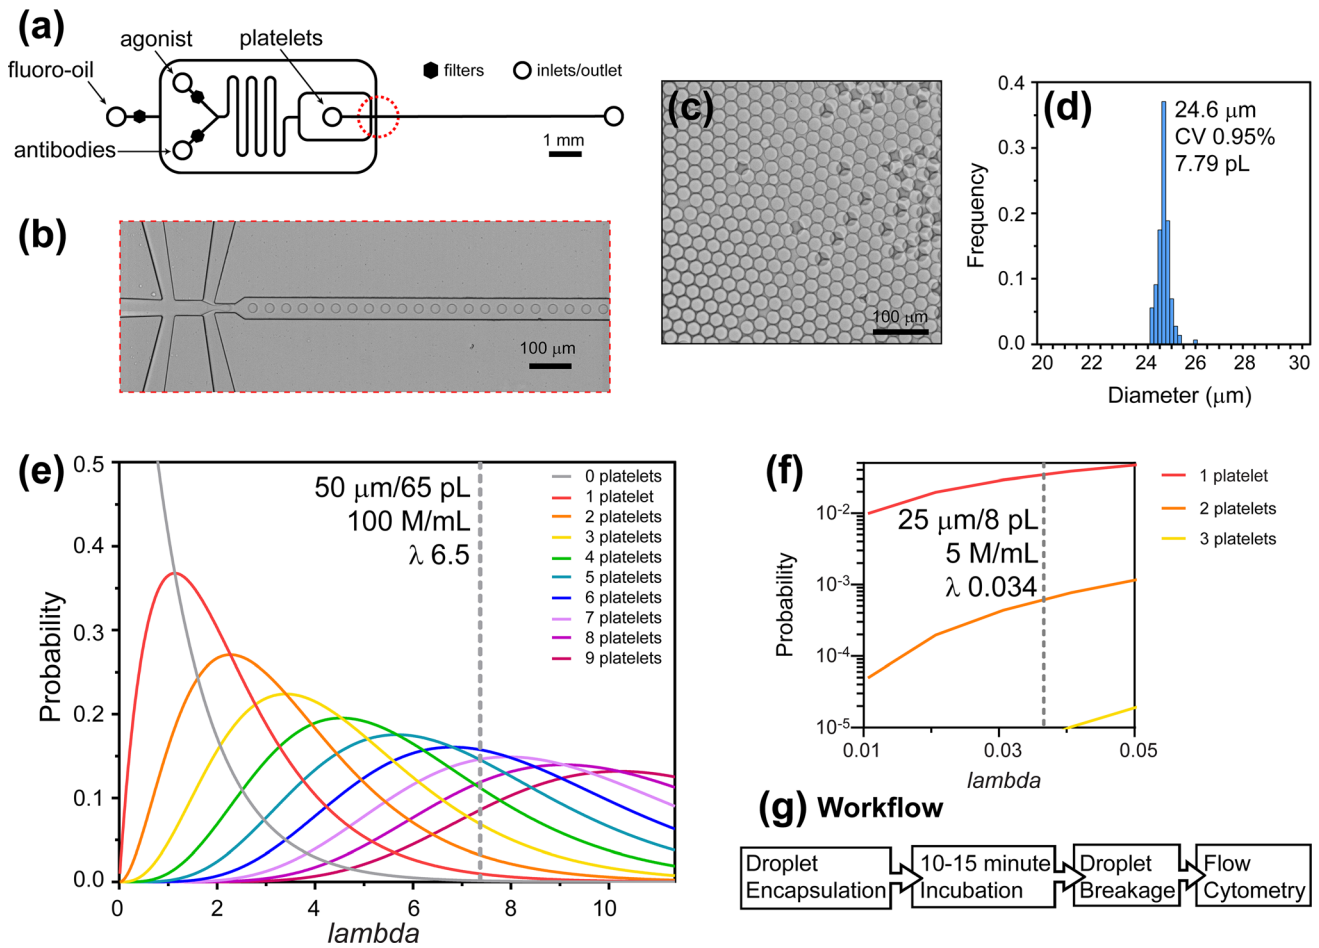 (a)
agonist
platelets
fluoro-oil
filters
inlets/outlet
antibodies
1 mm
(b)
100 μm
(c)
100 μm
(d)
24.6 μm
CV 0.95%
7.79 pL
Frequency
0.4
0.3
0.2
0.1
0.0
20 22 24 26 28 30
Diameter (μm)
(e)
50 μm/65 pL
100 M/mL
λ 6.5
0 platelets
1 platelet
2 platelets
3 platelets
4 platelets
5 platelets
6 platelets
7 platelets
8 platelets
9 platelets
Probability
0.5
0.4
0.3
0.2
0.1
0.0
0 2 4 6 8 10
lambda
(f)
25 μm/8 pL
5 M/mL
λ 0.034
1 platelet
2 platelets
3 platelets
Probability
10-2
10-3
10-4
10-5
0.01 0.03 0.05
lambda
(g) Workflow
Droplet
Encapsulation
10-15 minute
Incubation
Droplet
Breakage
Flow
Cytometry